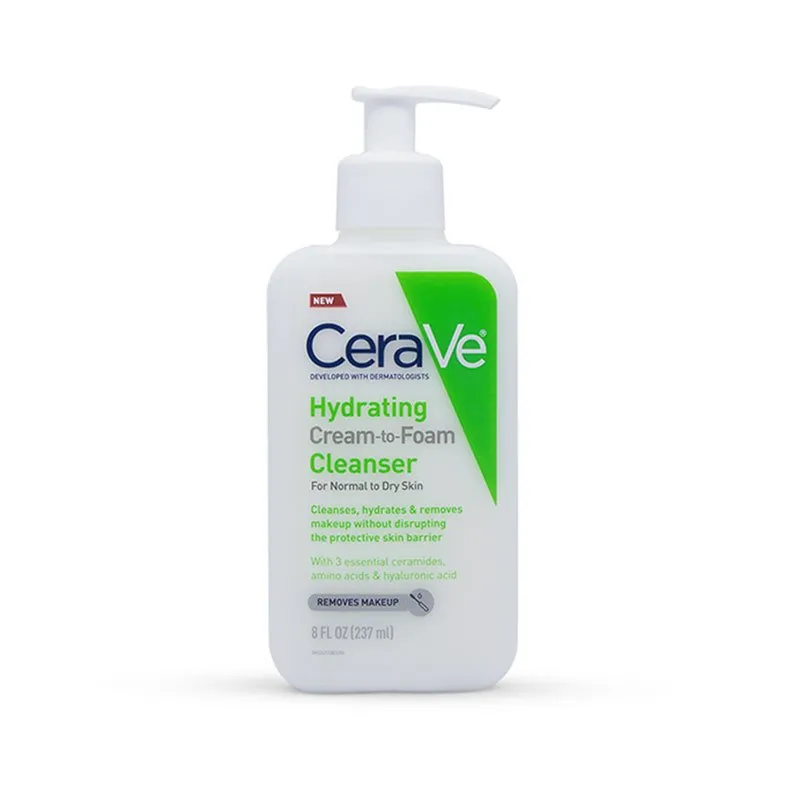 NEW
CeraVe®
DEVELOPED WITH DERMATOLOGISTS
Hydrating
Cream-to-Foam
Cleanser
For Normal to Dry Skin
Cleanses, hydrates & removes
makeup without disrupting
the protective skin barrier
With 3 essential ceramides,
amino acids & hyaluronic acid
REMOVES MAKEUP
8 FL OZ (237 ml)